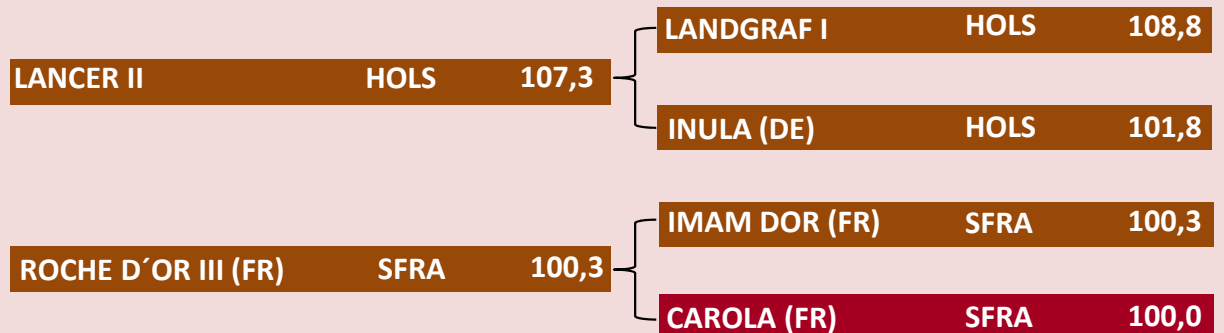 LANDGRAF I HOLS 108,8
LANCER II HOLS 107,3
INULA (DE) HOLS 101,8
IMAM DOR (FR) SFRA 100,3
ROCHE D´OR III (FR) SFRA 100,3
CAROLA (FR) SFRA 100,0